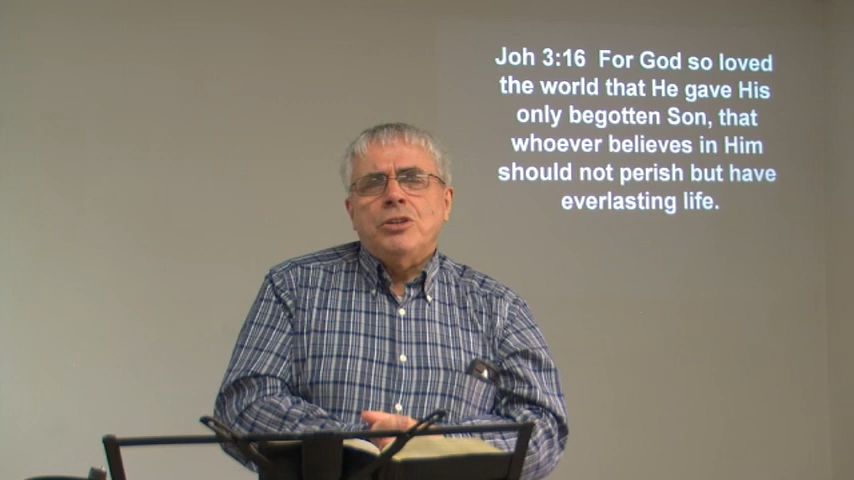 Joh 3:16 For God so loved
the world that He gave His
only begotten Son, that
whoever believes in Him
should not perish but have
everlasting life.